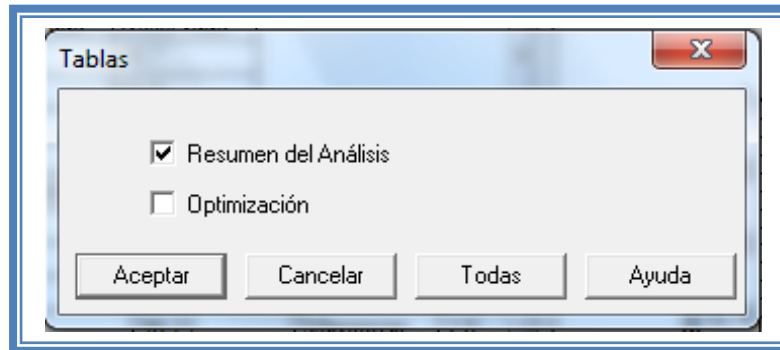 Tablas
Resumen del Análisis
Optimización
Aceptar Cancelar Todas Ayuda